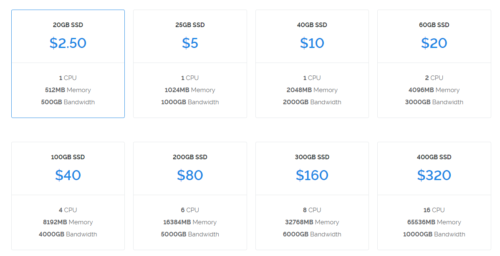 20GB SSD
$2.50
1 CPU
512MB Memory
500GB Bandwidth
25GB SSD
$5
1 CPU
1024MB Memory
1000GB Bandwidth
40GB SSD
$10
1 CPU
2048MB Memory
2000GB Bandwidth
60GB SSD
$20
2 CPU
4096MB Memory
3000GB Bandwidth
100GB SSD
$40
4 CPU
8192MB Memory
4000GB Bandwidth
200GB SSD
$80
6 CPU
16384MB Memory
5000GB Bandwidth
300GB SSD
$160
8 CPU
32768MB Memory
6000GB Bandwidth
400GB SSD
$320
16 CPU
65536MB Memory
10000GB Bandwidth